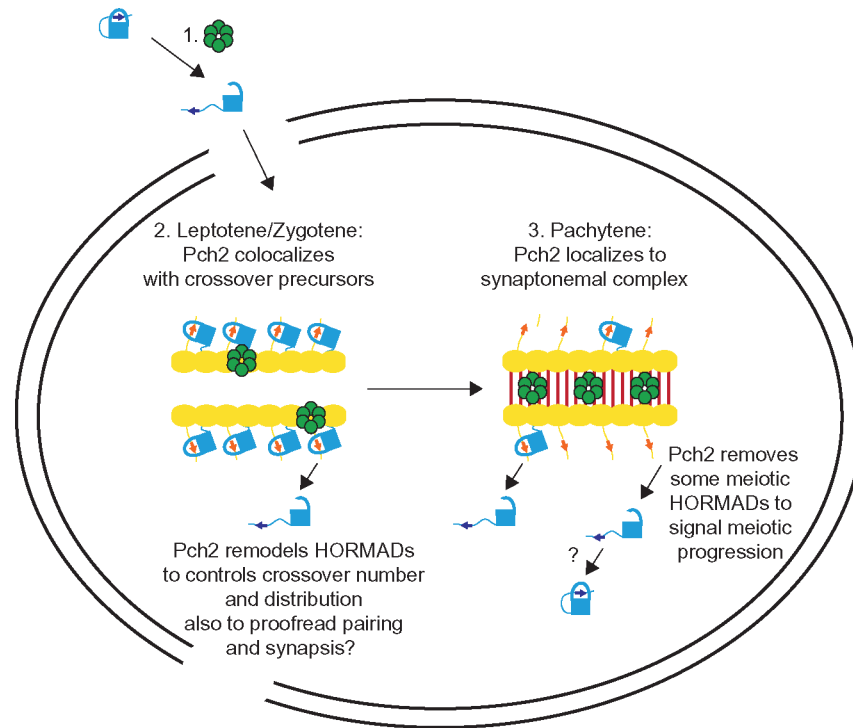 1.
2. Leptotene/Zygotene:
Pch2 colocalizes
with crossover precursors
3. Pachytene:
Pch2 localizes to
synaptonemal complex
Pch2 remodels HORMADs
to controls crossover number
and distribution
also to proofread pairing
and synapsis?
Pch2 removes
some meiotic
HORMADs to
signal meiotic
progression
?